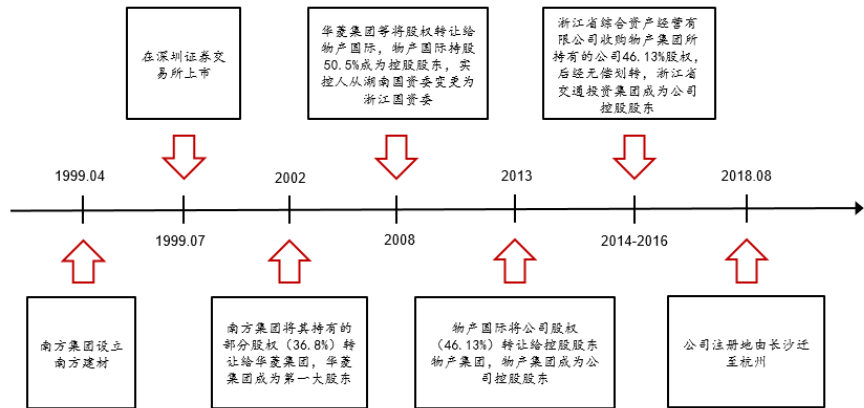 在深圳证券交
易所上市
华菱集团等将股权转让给
物产国际，物产国际持股
50.5%成为控股股东，实
控人从湖南国资委变更为
浙江国资委
浙江省综合资产经营有
限公司收购物产集团所
持有的公司46.13%股权，
后经无偿划转，浙江省
交通投资集团成为公司
控股股东
1999.04
2002
2013
2018.08
1999.07
2008
2014-2016
南方集团设立
南方建材
南方集团将其持有的
部分股权（36.8%）转
让给华菱集团，华菱
集团成为第一大股东
物产国际将公司股权
（46.13%）转让给控股股东
物产集团，物产集团成为公
司控股股东
公司注册地由长沙迁
至杭州